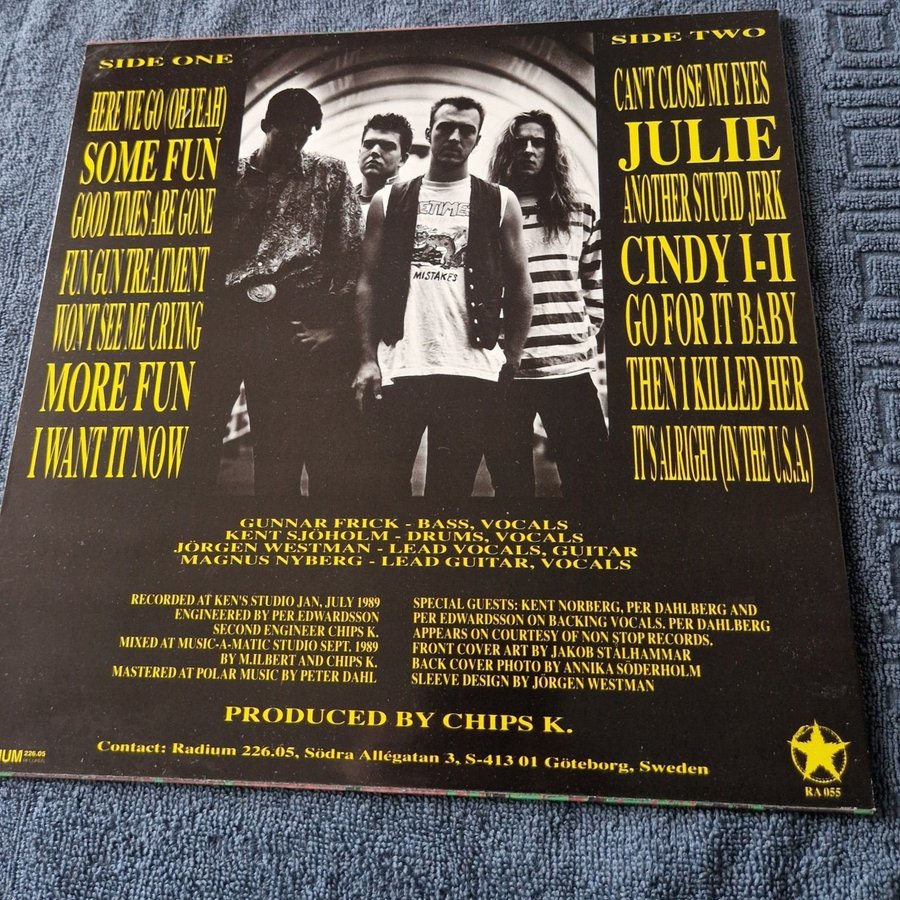 SIDE ONE
HERE WE GO (OH YEAH)
SOME FUN
GOOD TIMES ARE GONE
FUN GUN TREATMENT
WON'T SEE ME CRYING
MORE FUN
I WANT IT NOW
SIDE TWO
CAN'T CLOSE MY EYES
JULIE
ANOTHER STUPID JERK
CINDY I-II
GO FOR IT BABY
THEN I KILLED HER
IT'S ALRIGHT (IN THE U.S.A.)
MISTAKES
GUNNAR FRICK - BASS, VOCALS
KENT SJÖHOLM - DRUMS, VOCALS
JÖRGEN WESTMAN - LEAD VOCALS, GUITAR
MAGNUS NYBERG - LEAD GUITAR, VOCALS
RECORDED AT KEN'S STUDIO JAN, JULY 1989
ENGINEERED BY PER EDWARDSSON
SECOND ENGINEER CHIPS K.
MIXED AT MUSIC-A-MATIC STUDIO SEPT. 1989
BY M.ILBERT AND CHIPS K.
MASTERED AT POLAR MUSIC BY PETER DAHL
SPECIAL GUESTS: KENT NORBERG, PER DAHLBERG AND
PER EDWARDSSON ON BACKING VOCALS. PER DAHLBERG
APPEARS ON COURTESY OF NON STOP RECORDS.
FRONT COVER ART BY JAKOB STÅLHAMMAR
BACK COVER PHOTO BY ANNIKA SÖDERHOLM
SLEEVE DESIGN BY JÖRGEN WESTMAN
PRODUCED BY CHIPS K.
Contact: Radium 226.05, Södra Allégatan 3, S-413 01 Göteborg, Sweden
IUM 226.05
RECORDS
RA 055